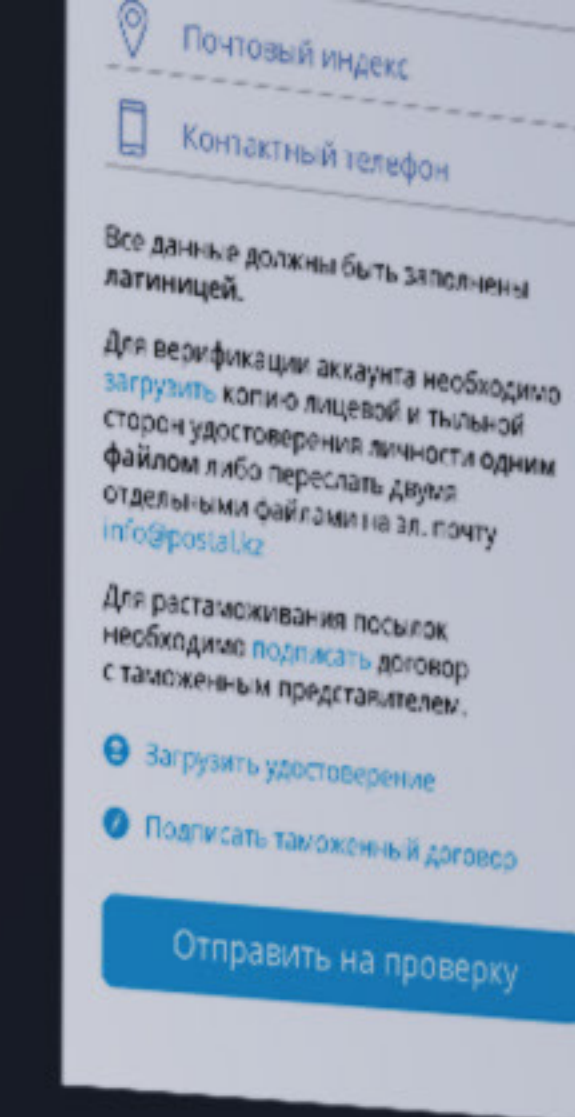 Почтовый индекс
Контактный телефон
Все данные должны быть заполнены
латиницей.
Для верификации аккаунта необходимо
загрузить копию лицевой и тыльной
сторон удостоверения личности одним
файлом либо переслать двумя
отдельными файлами на эл. почту
info@postal.kz
Для растаможивания посылок
необходимо подписать договор
с таможенным представителем.
Загрузить удостоверение
Подписать таможенный договор
Отправить на проверку